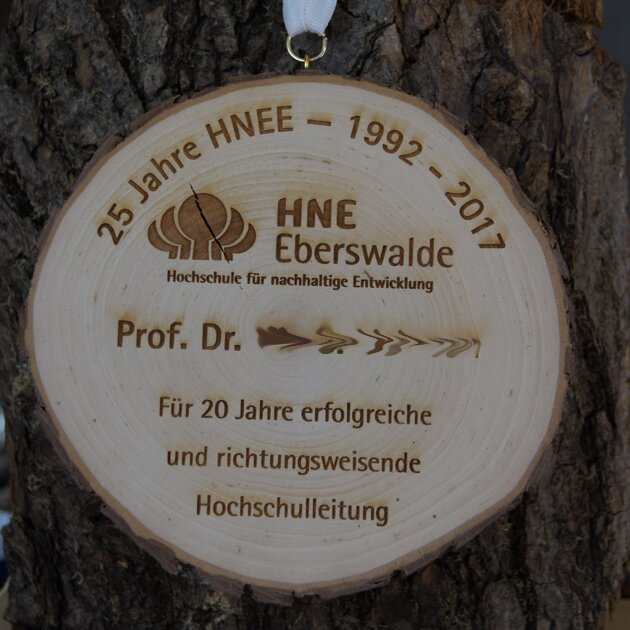 25 Jahre HNEE – 1992 - 2017
HNE
Eberswalde
Hochschule für nachhaltige Entwicklung
Prof. Dr.
Für 20 Jahre erfolgreiche
und richtungsweisende
Hochschulleitung